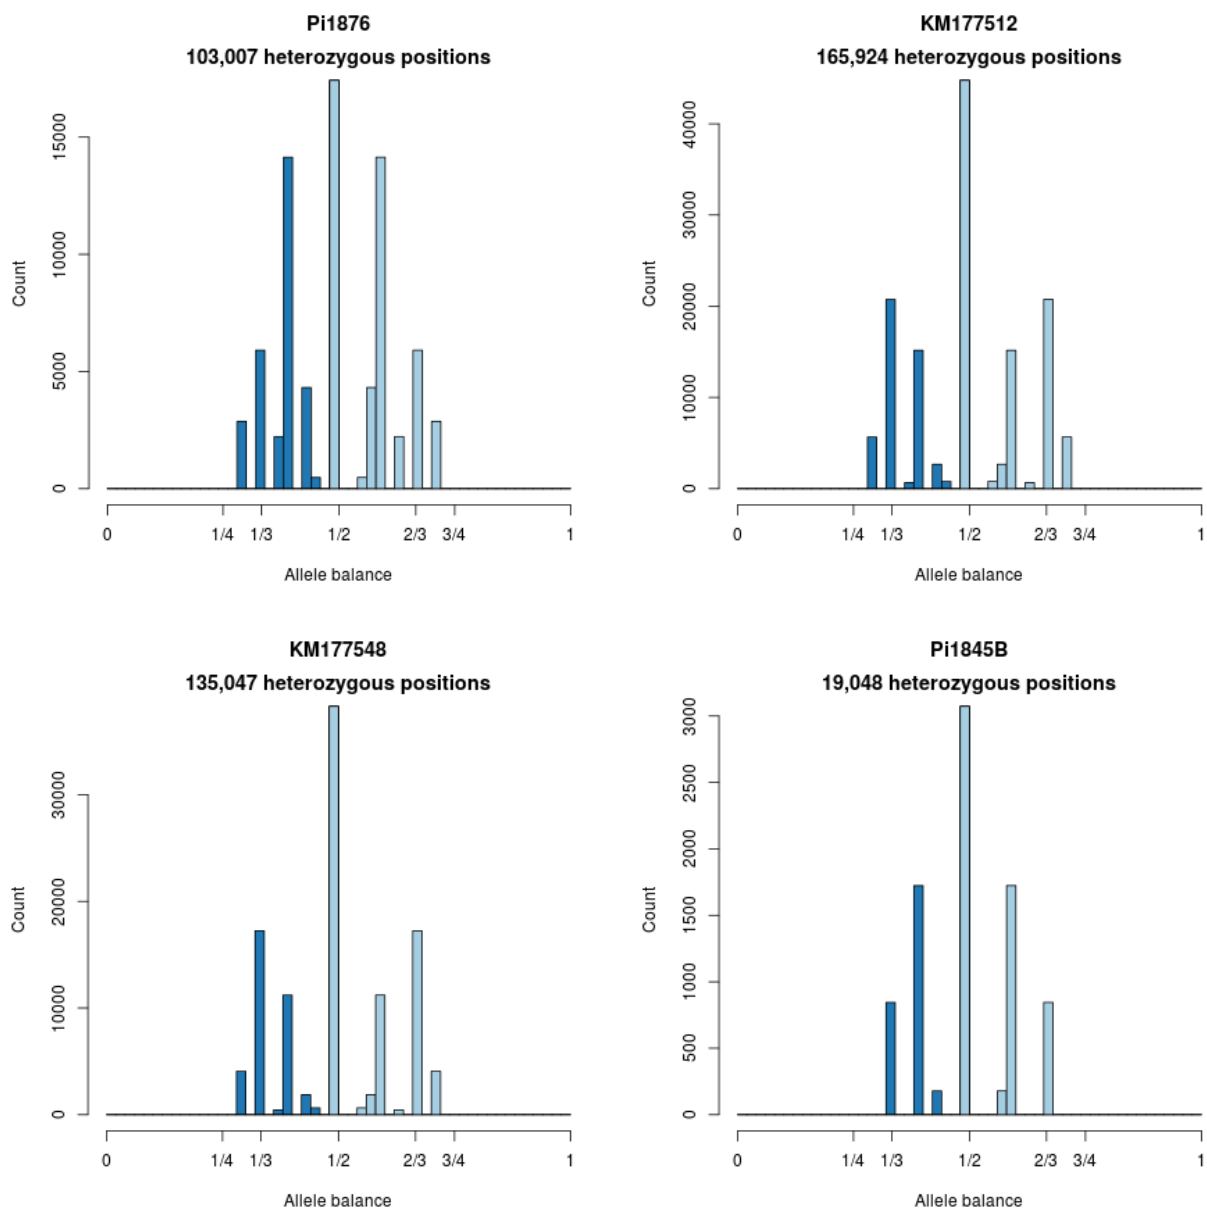 Pi1876
103,007 heterozygous positions
15000
10000
5000
0
Count
0 1/4 1/3 1/2 2/3 3/4 1
Allele balance
KM177512
165,924 heterozygous positions
40000
30000
20000
10000
0
Count
0 1/4 1/3 1/2 2/3 3/4 1
Allele balance
KM177548
135,047 heterozygous positions
30000
20000
10000
0
Count
0 1/4 1/3 1/2 2/3 3/4 1
Allele balance
Pi1845B
19,048 heterozygous positions
3000
2500
2000
1500
1000
500
0
Count
0 1/4 1/3 1/2 2/3 3/4 1
Allele balance